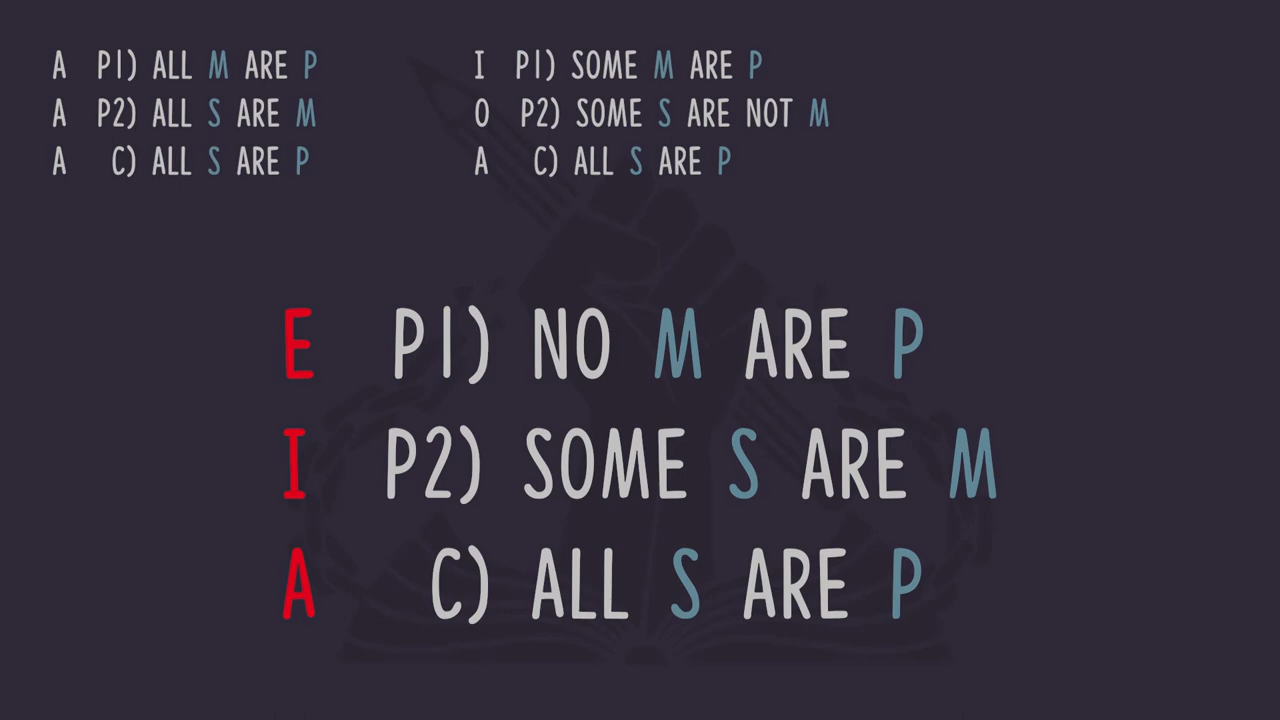 A P1) ALL M ARE P
A P2) ALL S ARE M
A C) ALL S ARE P
I P1) SOME M ARE P
O P2) SOME S ARE NOT M
A C) ALL S ARE P
E P1) NO M ARE P
I P2) SOME S ARE M
A C) ALL S ARE P